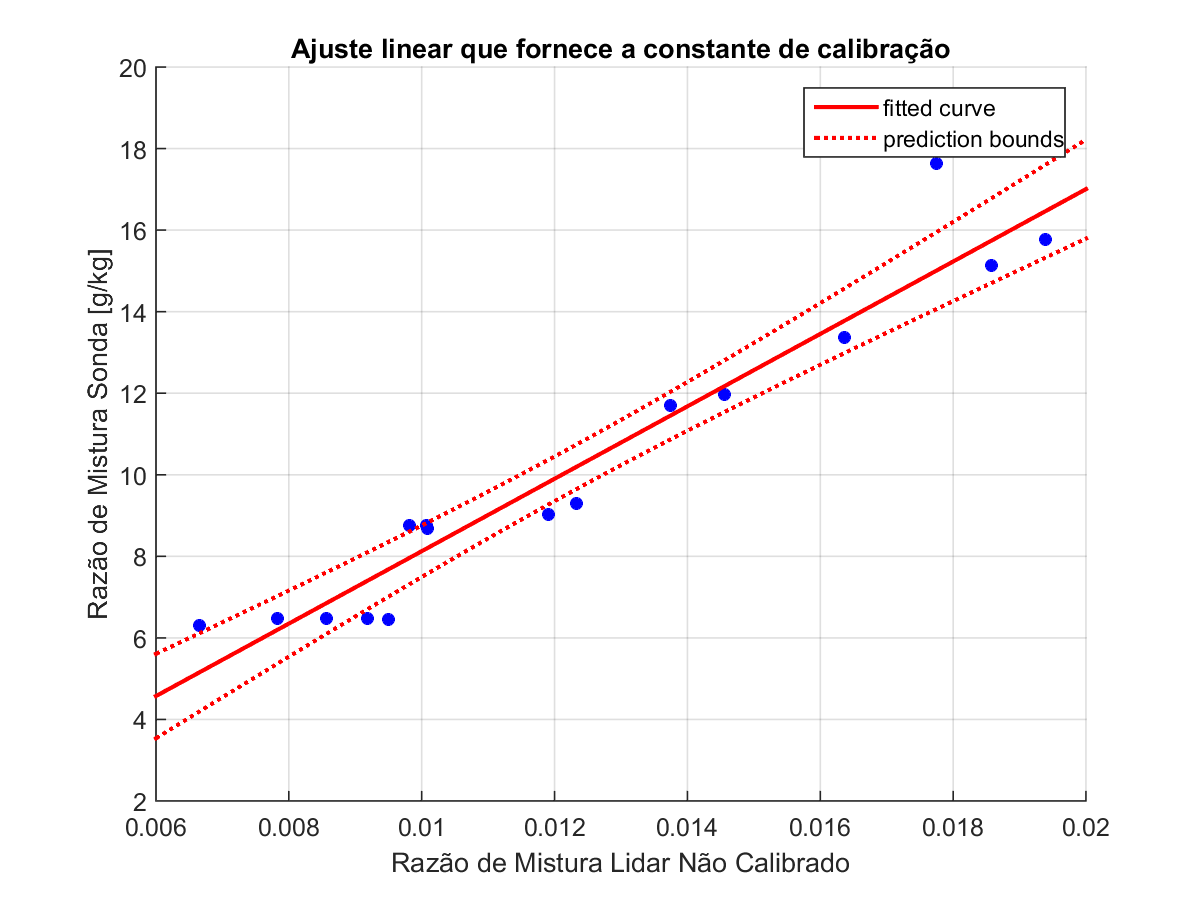 Ajuste linear que fornece a constante de calibração
fitted curve
prediction bounds
20
18
16
14
12
10
8
6
4
2
Razão de Mistura Sonda [g/kg]
0.006 0.008 0.01 0.012 0.014 0.016 0.018 0.02
Razão de Mistura Lidar Não Calibrado